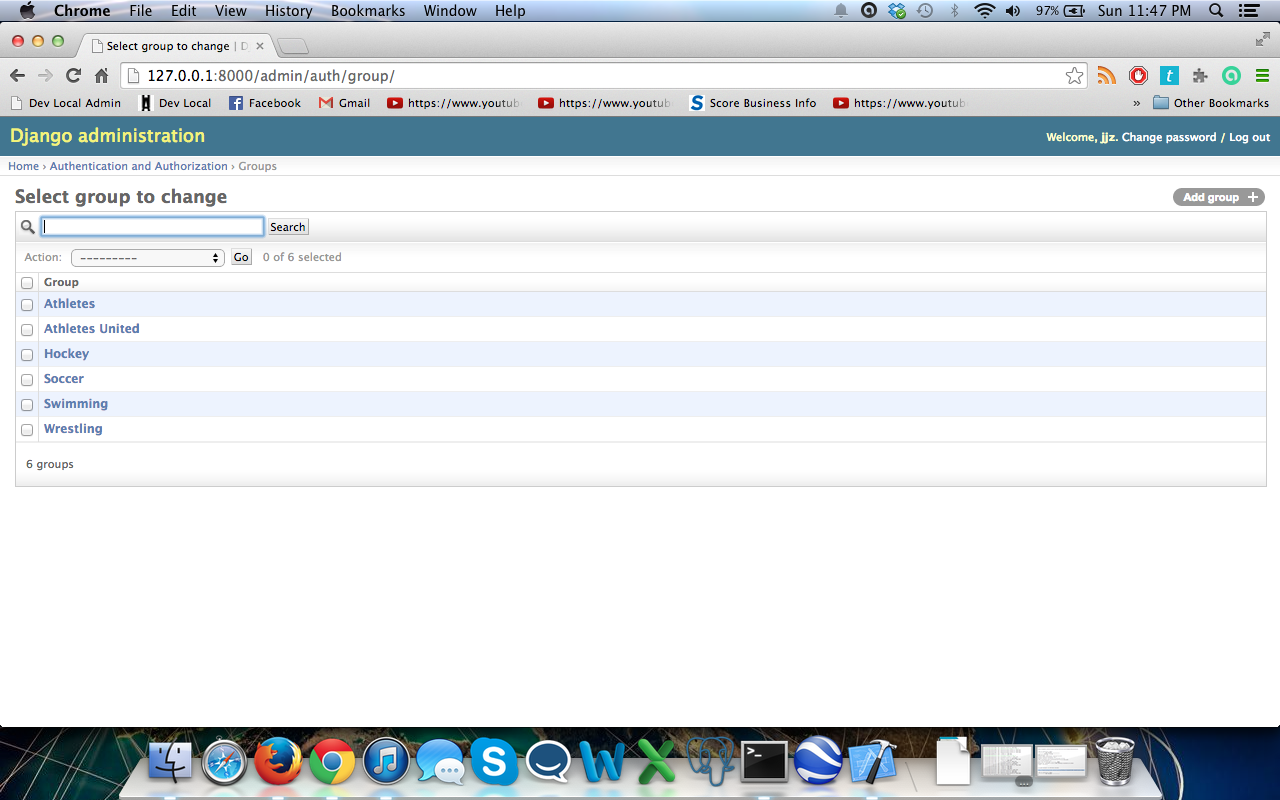 Chrome File Edit View History Bookmarks Window Help 97% Sun 11:47 PM
Select group to change | D
127.0.0.1:8000/admin/auth/group/
Dev Local Admin Dev Local Facebook Gmail https://www.youtub https://www.youtub Score Business Info https://www.youtub » Other Bookmarks
Django administration Welcome, jjz. Change password / Log out
Home › Authentication and Authorization › Groups
Select group to change Add group +
Search
Action: --------- Go 0 of 6 selected
Group
Athletes
Athletes United
Hockey
Soccer
Swimming
Wrestling
6 groups